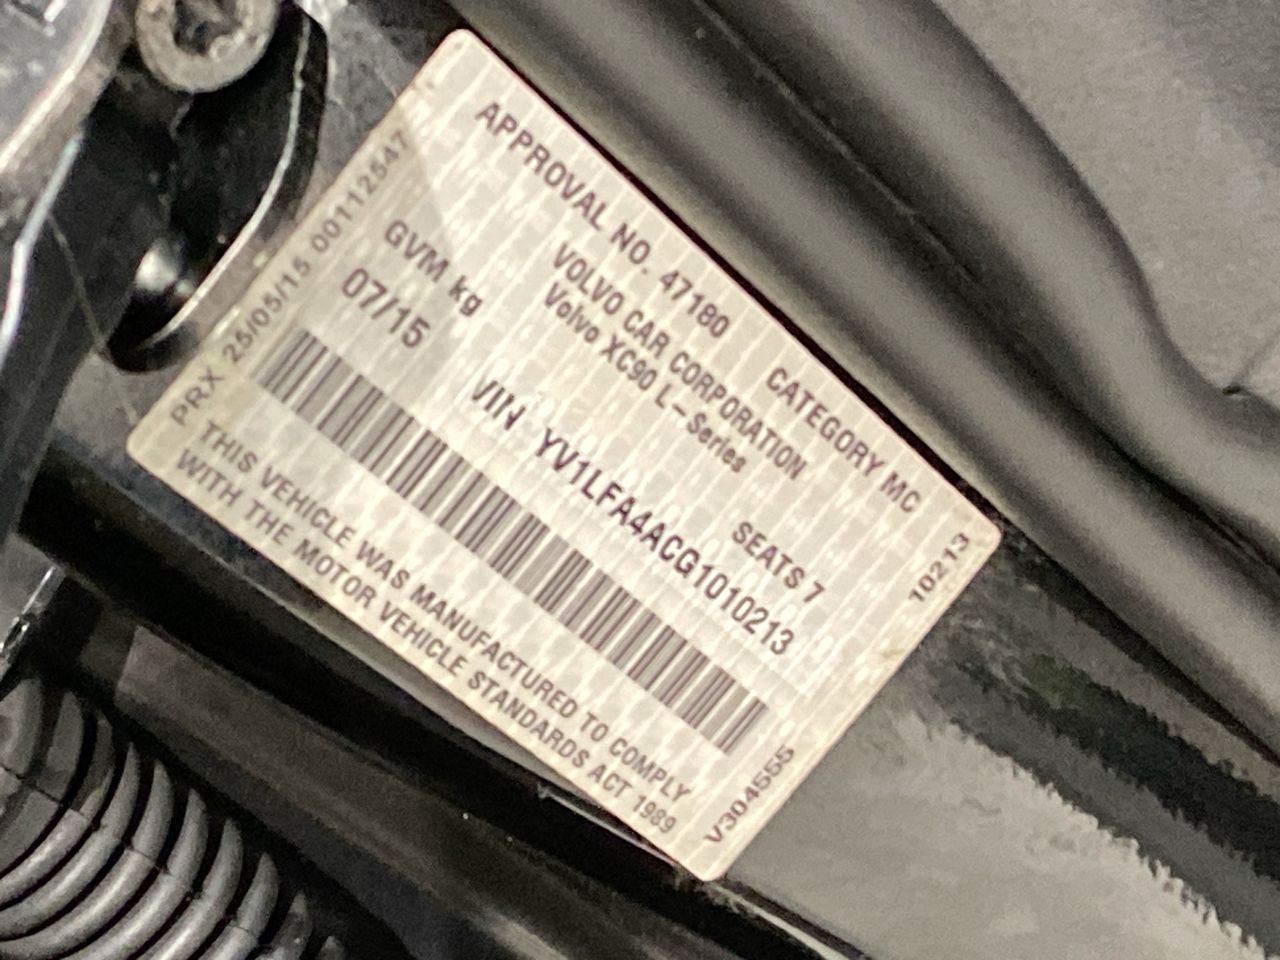 APPROVAL NO. 47180 CATEGORY MC
VOLVO CAR CORPORATION
Volvo XC90 L-Series
GVM kg SEATS 7
07/15 VIN YV1LFA4ACG1010213
THIS VEHICLE WAS MANUFACTURED TO COMPLY
WITH THE MOTOR VEHICLE STANDARDS ACT 1989
PRX 25/05/15 00112547
10213
V304555